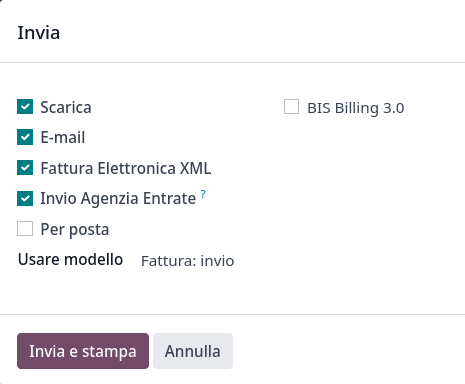 Invia
Scarica
BIS Billing 3.0
E-mail
Fattura Elettronica XML
Invio Agenzia Entrate ?
Per posta
Usare modello Fattura: invio
Invia e stampa Annulla